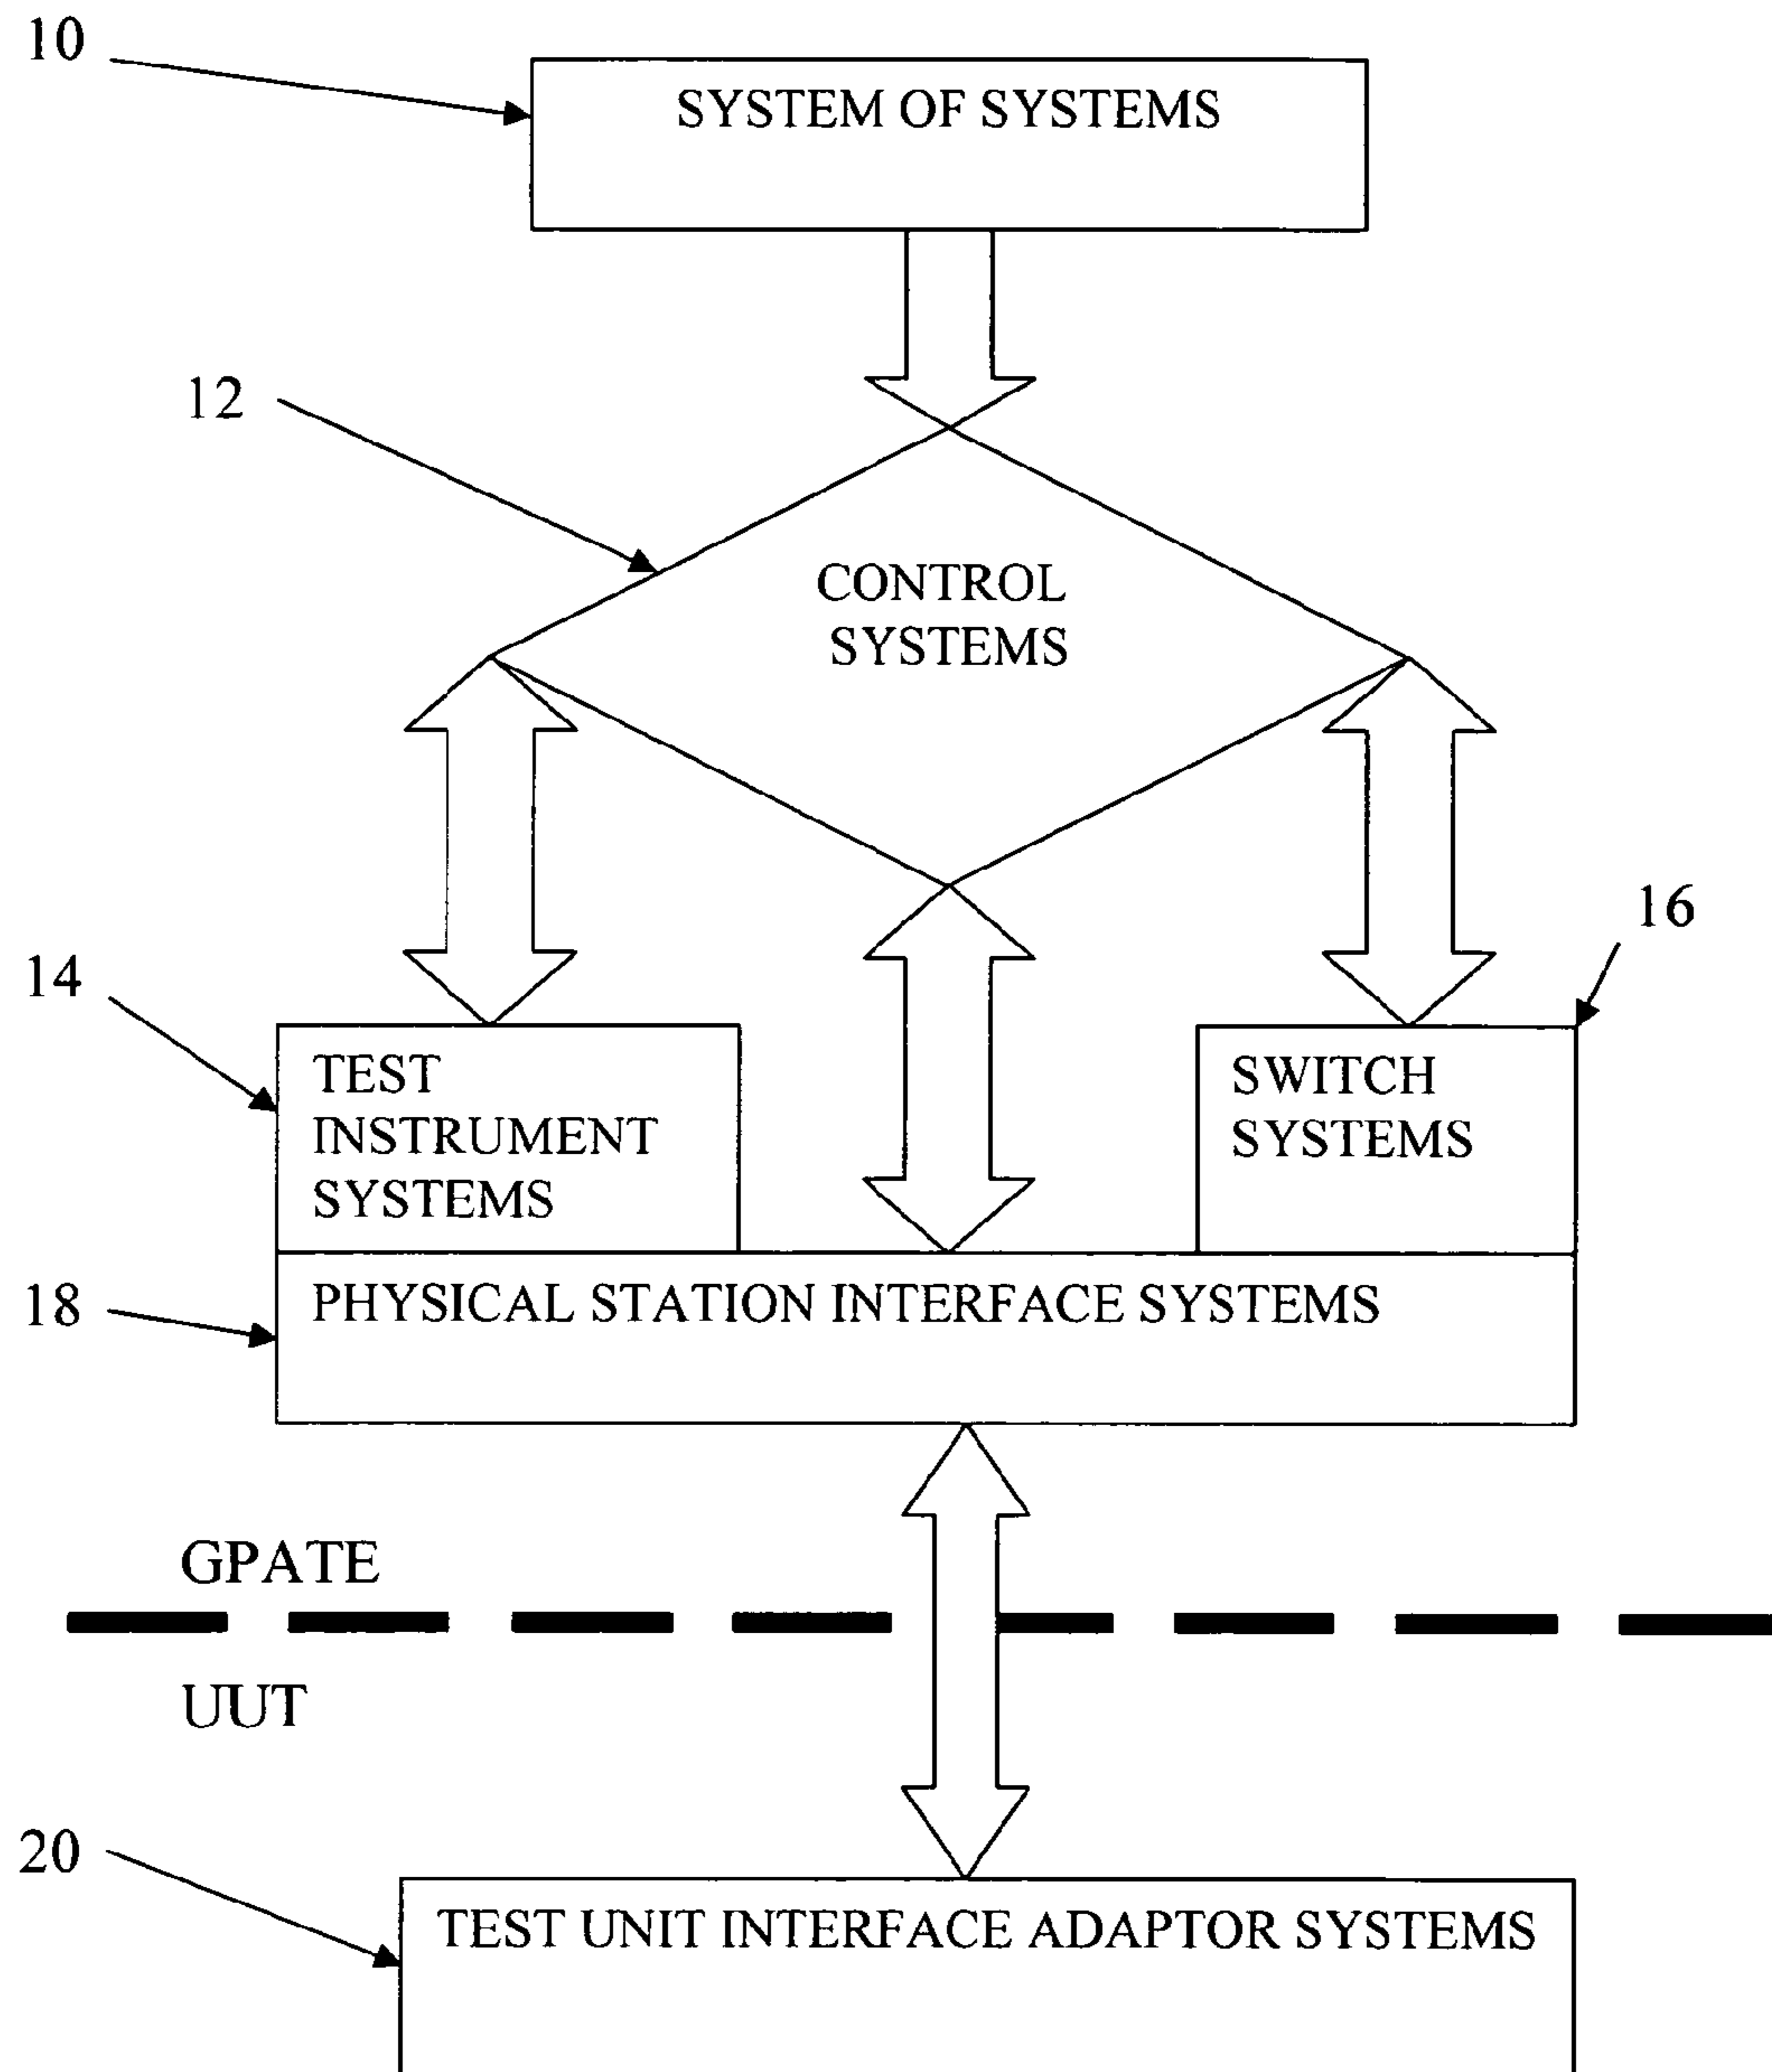 10
SYSTEM OF SYSTEMS
12
CONTROL
SYSTEMS
16
14
TEST
INSTRUMENT
SYSTEMS
SWITCH
SYSTEMS
18
PHYSICAL STATION INTERFACE SYSTEMS
GPATE
UUT
20
TEST UNIT INTERFACE ADAPTOR SYSTEMS